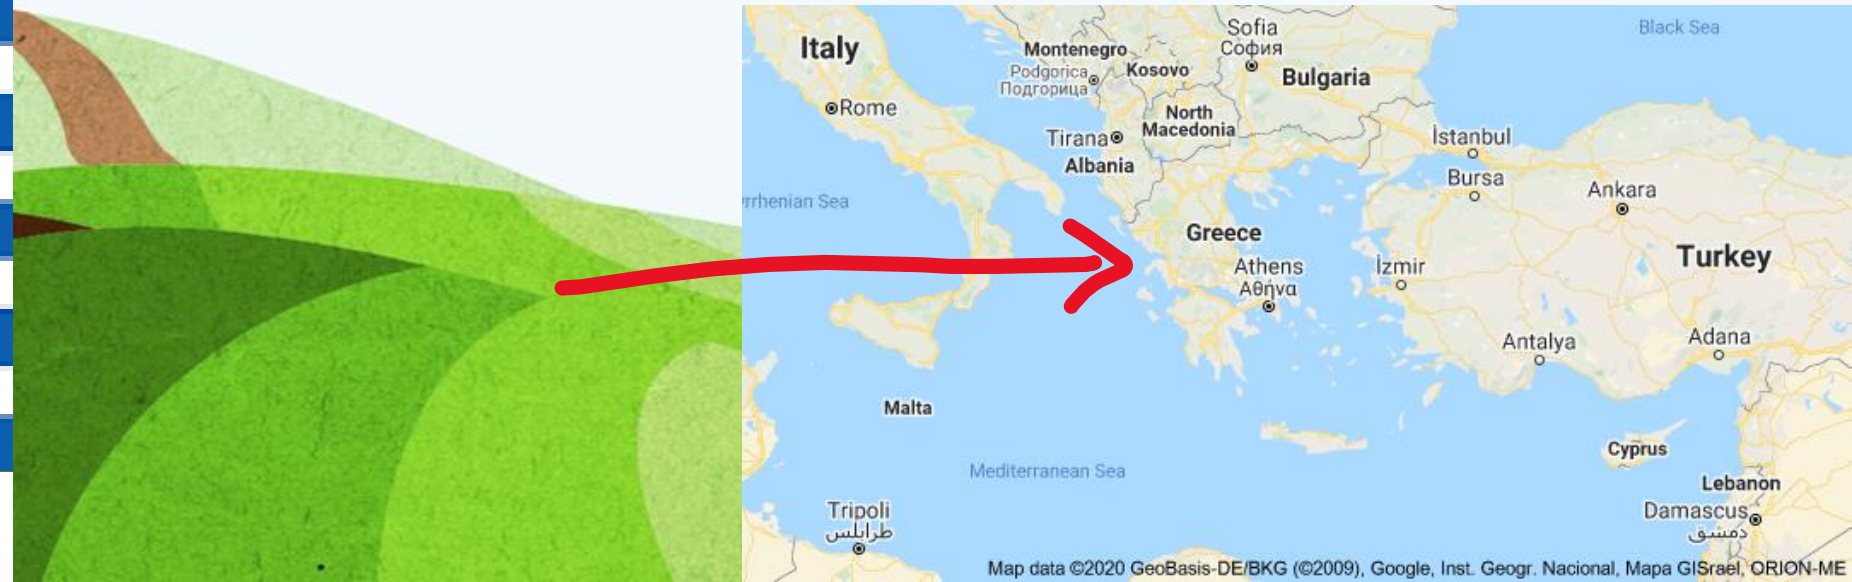 Sofia
Black Sea
Italy
Montenegro
София
Podgorica
Kosovo
Bulgaria
Подгорица
Rome
North
Macedonia
Tirana
İstanbul
Albania
Bursa
Ankara
rrhenian Sea
Greece
Turkey
Athens
İzmir
Αθήνα
Antalya
Adana
Malta
Cyprus
Mediterranean Sea
Lebanon
Tripoli
Damascus
طرابلس
دمشق
Map data ©2020 GeoBasis-DE/BKG (©2009), Google, Inst. Geogr. Nacional, Mapa GISrael, ORION-ME